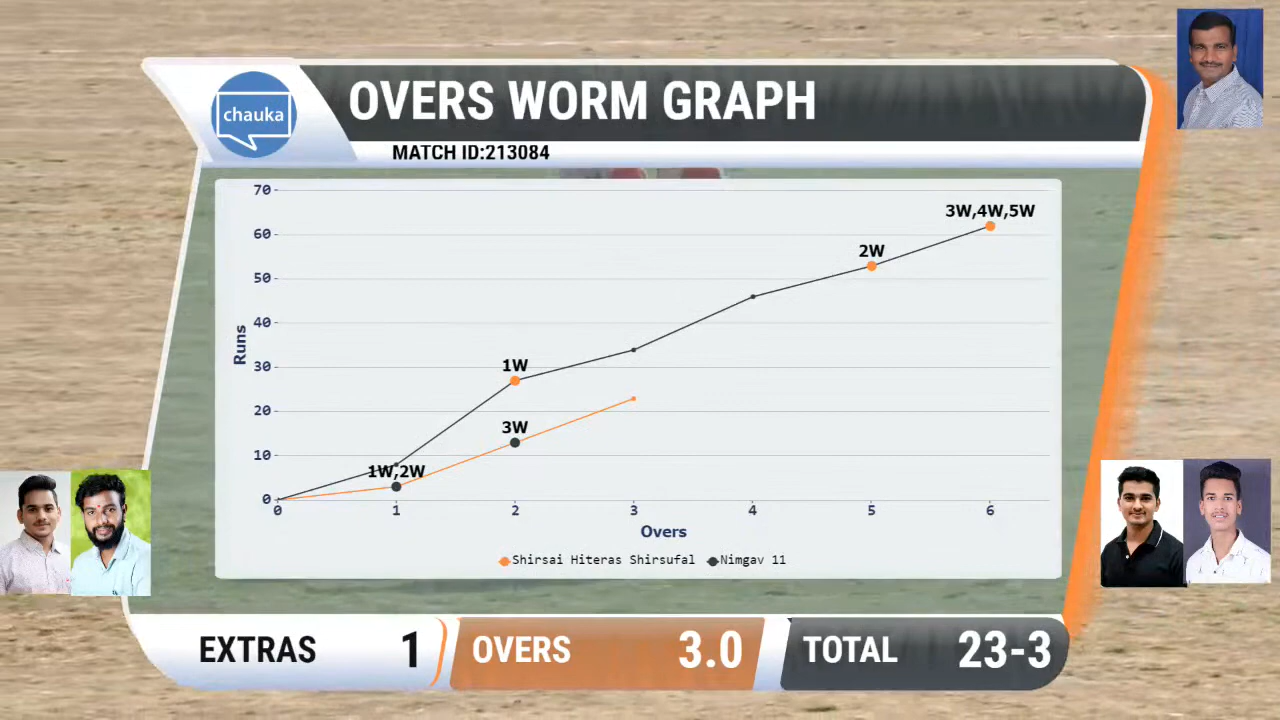 chauka
OVERS WORM GRAPH
MATCH ID:213084
70
60
50
40
30
20
10
0
Runs
3W,4W,5W
2W
1W
3W
1W,2W
0 1 2 3 4 5 6
Overs
Shirsai Hiteras Shirsufal Nimgav 11
EXTRAS 1 OVERS 3.0 TOTAL 23-3